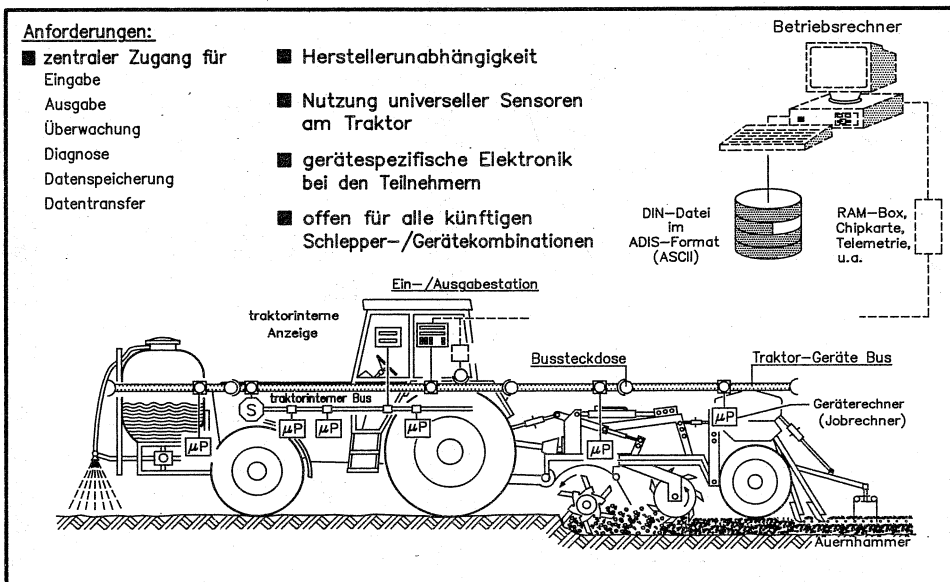 Anforderungen:
■ zentraler Zugang für
Eingabe
Ausgabe
Überwachung
Diagnose
Datenspeicherung
Datentransfer
■ Herstellerunabhängigkeit
■ Nutzung universeller Sensoren
am Traktor
■ gerätespezifische Elektronik
bei den Teilnehmern
■ offen für alle künftigen
Schlepper-/Gerätekombinationen
Betriebsrechner
DIN-Datei
im
ADIS-Format
(ASCII)
RAM-Box,
Chipkarte,
Telemetrie,
u.a.
Ein-/Ausgabestation
traktorinterne
Anzeige
Bussteckdose
Traktor-Geräte Bus
traktorinterner Bus
S
Geräterechner
(Jobrechner)
µP
µP
µP
µP
µP
µP
Auernhammer